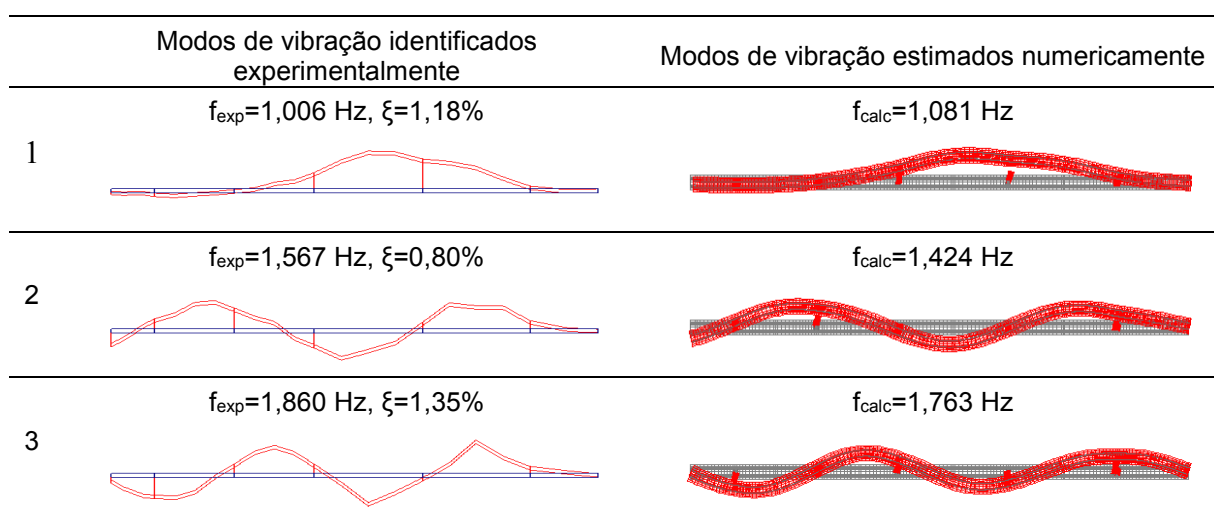 Modos de vibração identificados
experimentalmente
Modos de vibração estimados numericamente
1
fexp=1,006 Hz, ξ=1,18%
fcalc=1,081 Hz
2
fexp=1,567 Hz, ξ=0,80%
fcalc=1,424 Hz
3
fexp=1,860 Hz, ξ=1,35%
fcalc=1,763 Hz